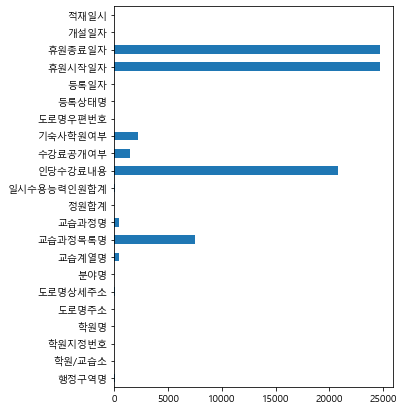 적재일시
개설일자
휴원종료일자
휴원시작일자
등록일자
등록상태명
도로명우편번호
기숙사학원여부
수강료공개여부
인당수강료내용
일시수용능력인원합계
정원합계
교습과정명
교습과정목록명
교습계열명
분야명
도로명상세주소
도로명주소
학원명
학원지정번호
학원/교습소
행정구역명
0 5000 10000 15000 20000 25000